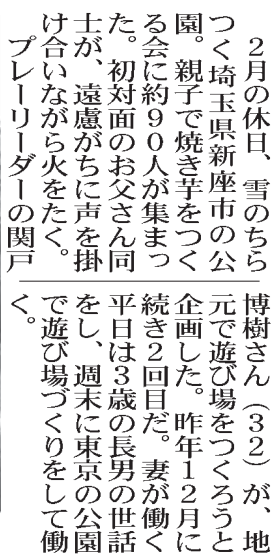 ２月の休日、雪のちら
つく埼玉県新座市の公
園。親子で焼き芋をつく
る会に約９０人が集まっ
た。初対面のお父さん同
士が、遠慮がちに声を掛
け合いながら火をたく。
　プレーリーダーの関戸
博樹さん（３２）が、地
元で遊び場をつくろうと
企画した。昨年１２月に
続き２回目だ。妻が働く
平日は３歳の長男の世話
をし、週末に東京の公園
で遊び場づくりをして働
く。